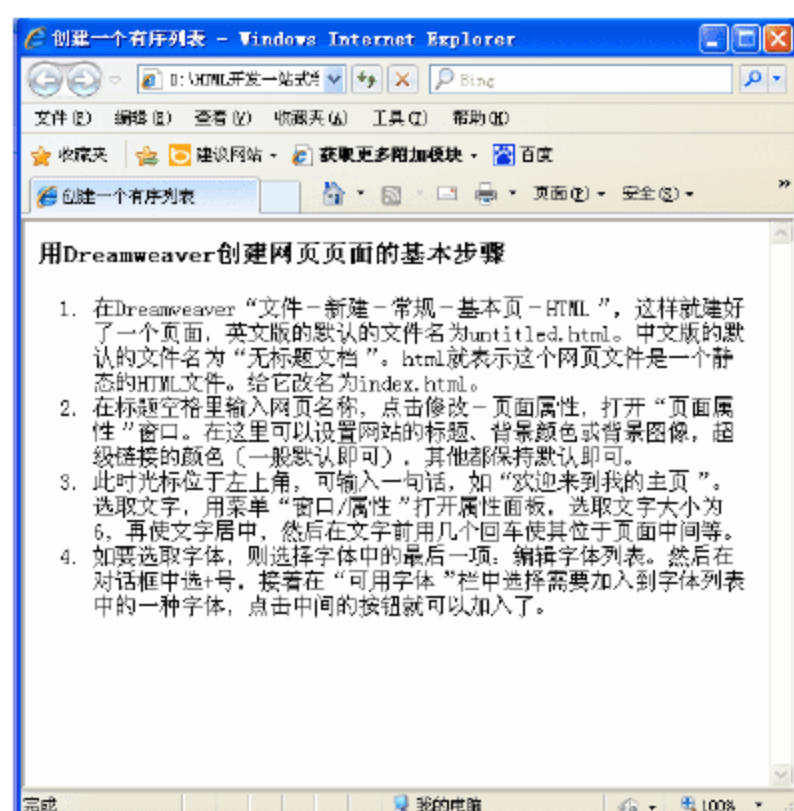 创建一个有序列表 - Windows Internet Explorer
Bing
文件(F) 编辑(E) 查看(V) 收藏夹(A) 工具(T) 帮助(H)
收藏夹 建议网站 获取更多附加模块 百度
创建一个有序列表 页面(P) 安全(S) »
用Dreamweaver创建网页页面的基本步骤
1. 在Dreamweaver“文件-新建-常规-基本页-HTML”, 这样就建好
了一个页面, 英文版的默认的文件名为untitled.html。中文版的默
认的文件名为“无标题文档”。html就表示这个网页文件是一个静
态的HTML文件。给它改名为index.html。
2. 在标题空格里输入网页名称, 点击修改-页面属性, 打开“页面属
性”窗口。在这里可以设置网站的标题、背景颜色或背景图像, 超
级链接的颜色(一般默认即可), 其他都保持默认即可。
3. 此时光标位于左上角, 可输入一句话, 如“欢迎来到我的主页”。
选取文字, 用菜单“窗口/属性”打开属性面板, 选取文字大小为
6, 再使文字居中, 然后在文字前用几个回车使其位于页面中间等。
4. 如要选取字体, 则选择字体中的最后一项: 编辑字体列表。然后在
对话框中选+号, 接着在“可用字体”栏中选择需要加入到字体列表
中的一种字体, 点击中间的按钮就可以加入了。
完成 我的电脑 100%